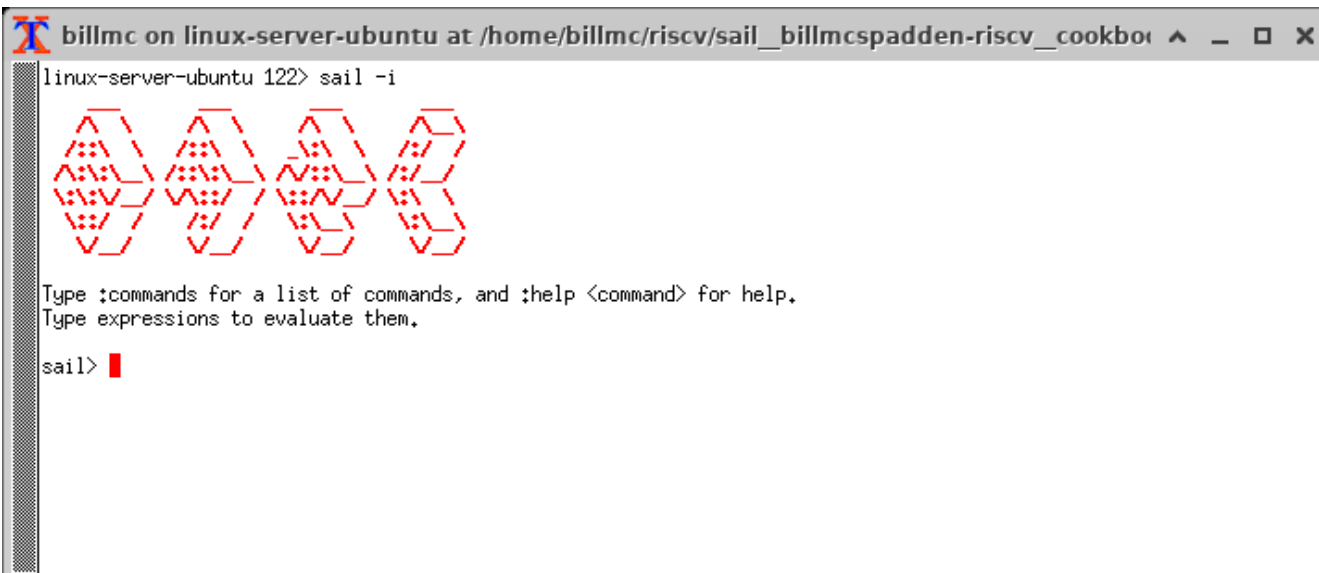 billmc on linux-server-ubuntu at /home/billmc/riscv/sail__billmcspadden-riscv__cookbo
linux-server-ubuntu 122> sail -i
Type :commands for a list of commands, and :help <command> for help.
Type expressions to evaluate them.
sail>